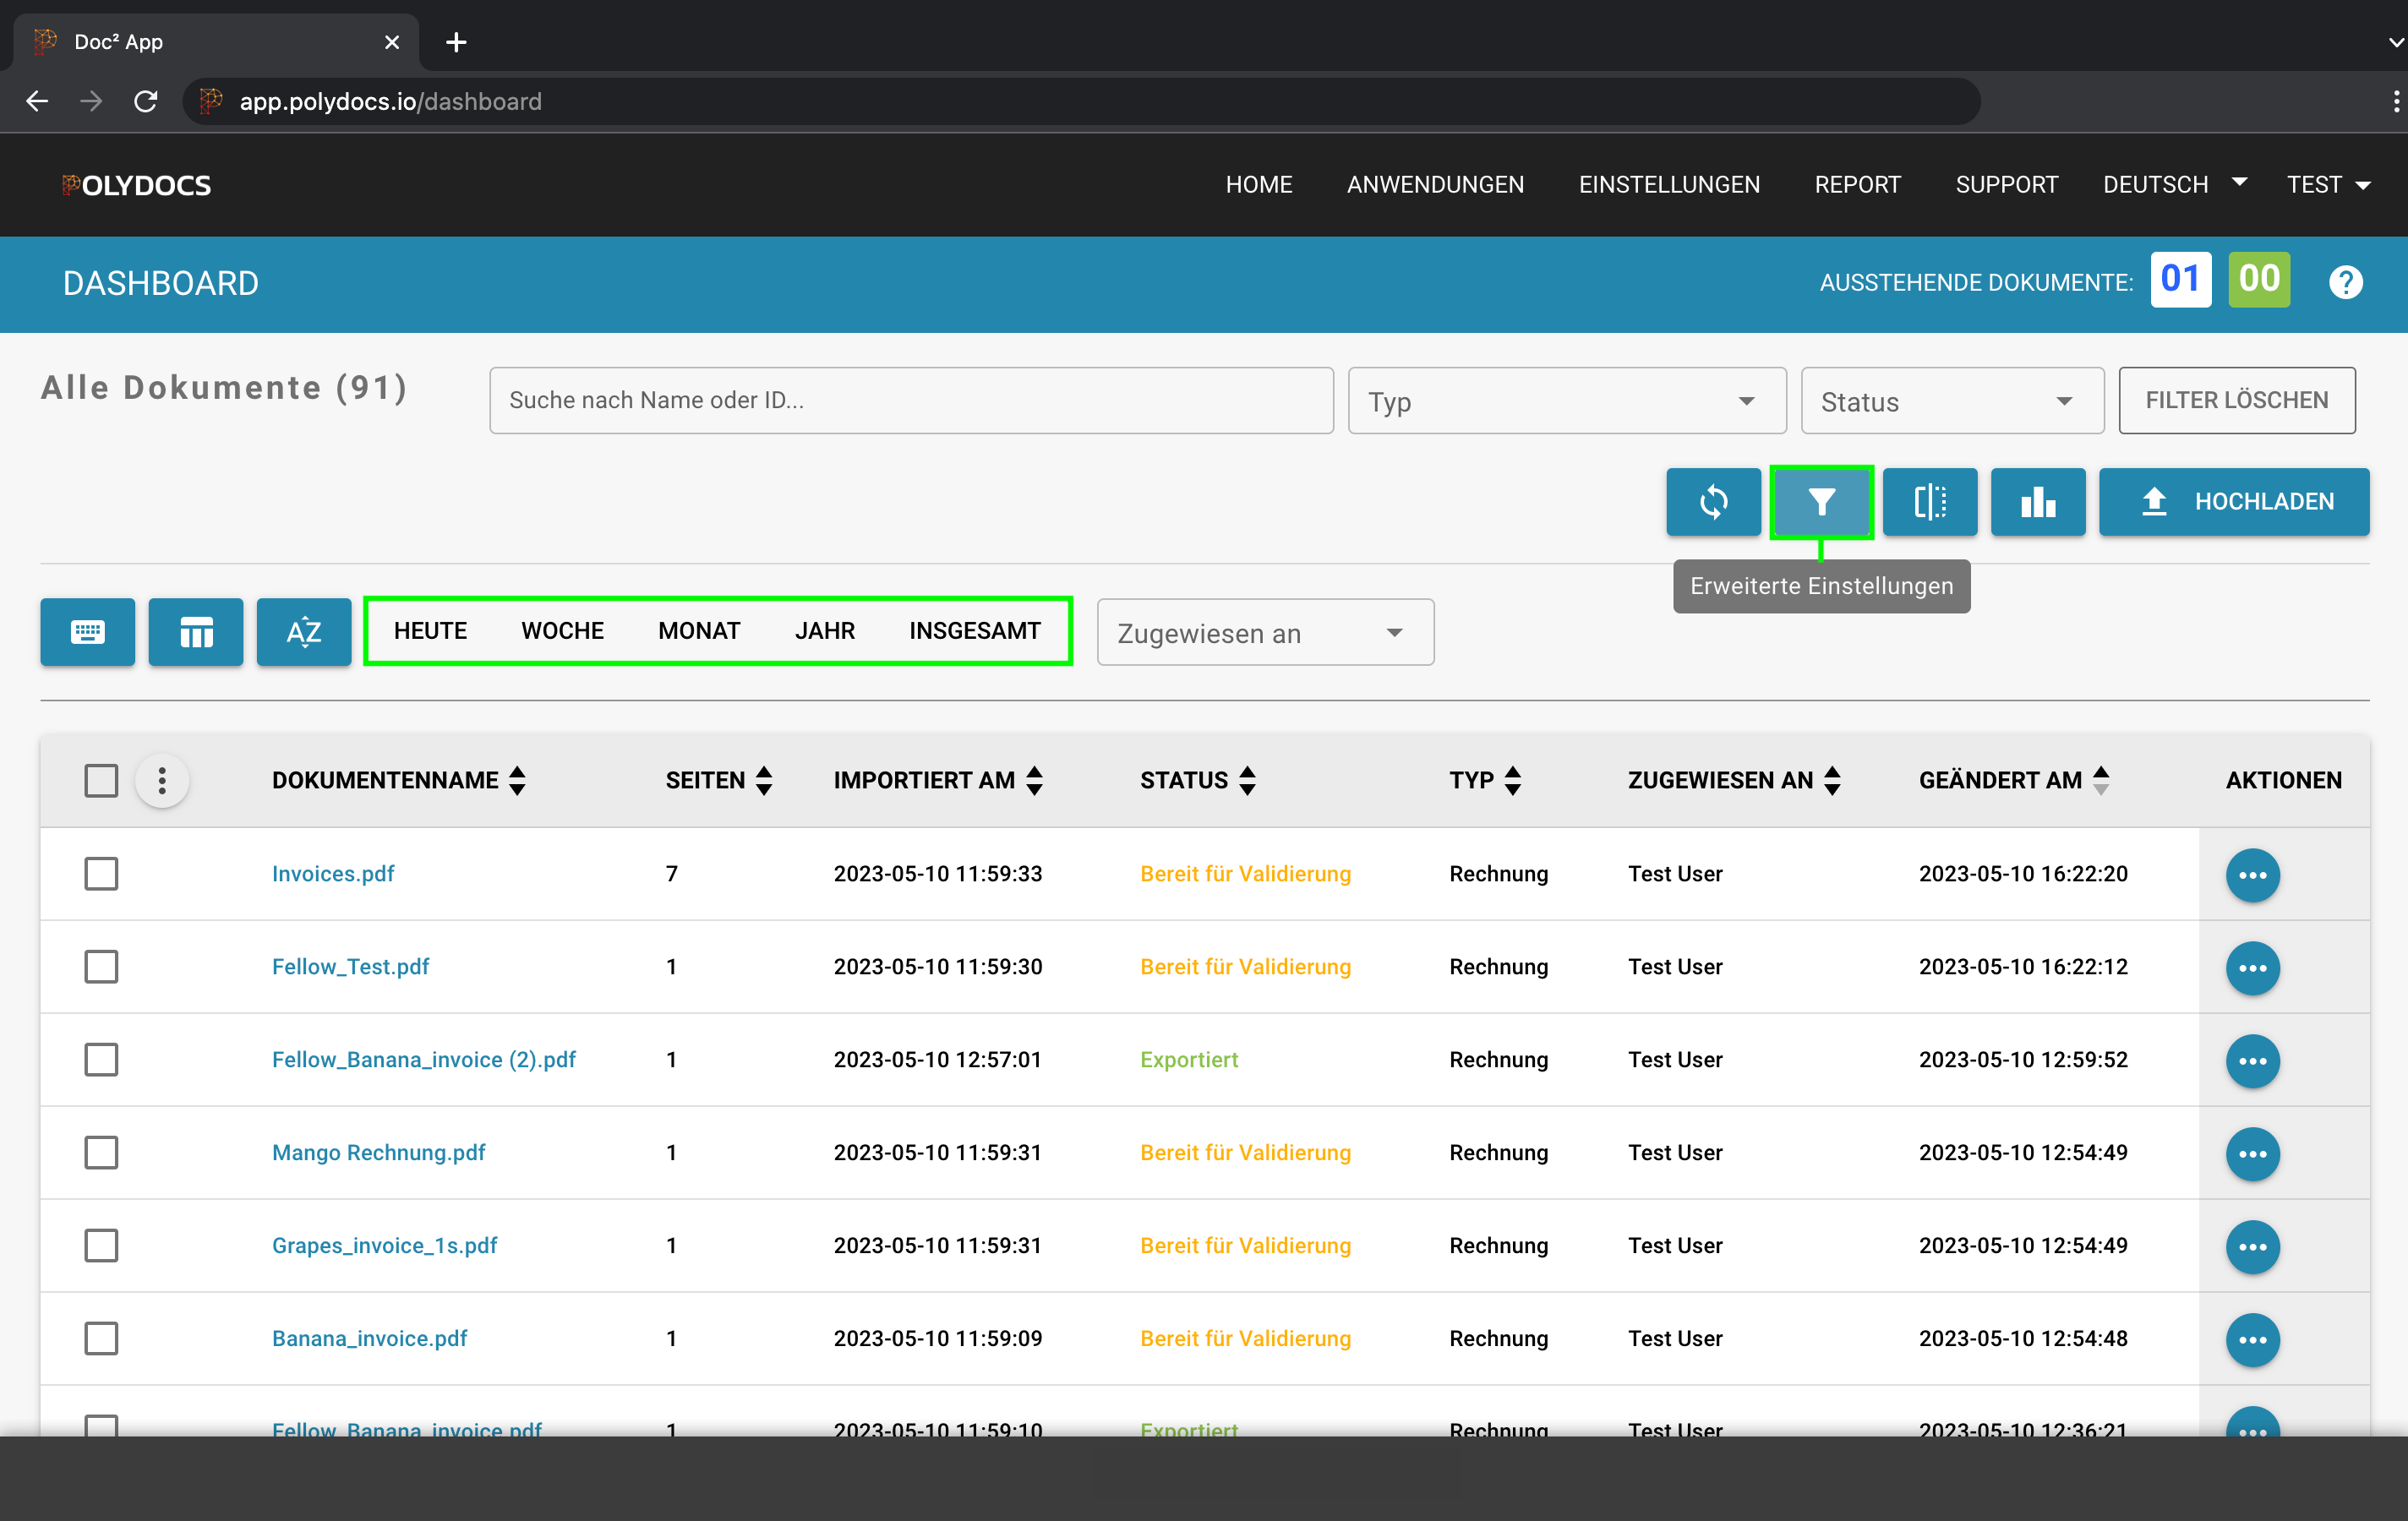 Doc² App
app.polydocs.io/dashboard
POLYDOCS
HOME ANWENDUNGEN EINSTELLUNGEN REPORT SUPPORT DEUTSCH TEST
DASHBOARD
AUSSTEHENDE DOKUMENTE: 01 00 ?
Alle Dokumente (91)
Suche nach Name oder ID...
Typ
Status
FILTER LÖSCHEN
HOCHLADEN
Erweiterte Einstellungen
AZ
HEUTE WOCHE MONAT JAHR INSGESAMT
Zugewiesen an
DOKUMENTENNAME SEITEN IMPORTIERT AM STATUS TYP ZUGEWIESEN AN GEÄNDERT AM AKTIONEN
Invoices.pdf 7 2023-05-10 11:59:33 Bereit für Validierung Rechnung Test User 2023-05-10 16:22:20
Fellow_Test.pdf 1 2023-05-10 11:59:30 Bereit für Validierung Rechnung Test User 2023-05-10 16:22:12
Fellow_Banana_invoice (2).pdf 1 2023-05-10 12:57:01 Exportiert Rechnung Test User 2023-05-10 12:59:52
Mango Rechnung.pdf 1 2023-05-10 11:59:31 Bereit für Validierung Rechnung Test User 2023-05-10 12:54:49
Grapes_invoice_1s.pdf 1 2023-05-10 11:59:31 Bereit für Validierung Rechnung Test User 2023-05-10 12:54:49
Banana_invoice.pdf 1 2023-05-10 11:59:09 Bereit für Validierung Rechnung Test User 2023-05-10 12:54:48
Fellow_Banana_invoice.pdf 1 2023-05-10 11:59:10 Exportiert Rechnung Test User 2023-05-10 12:36:21